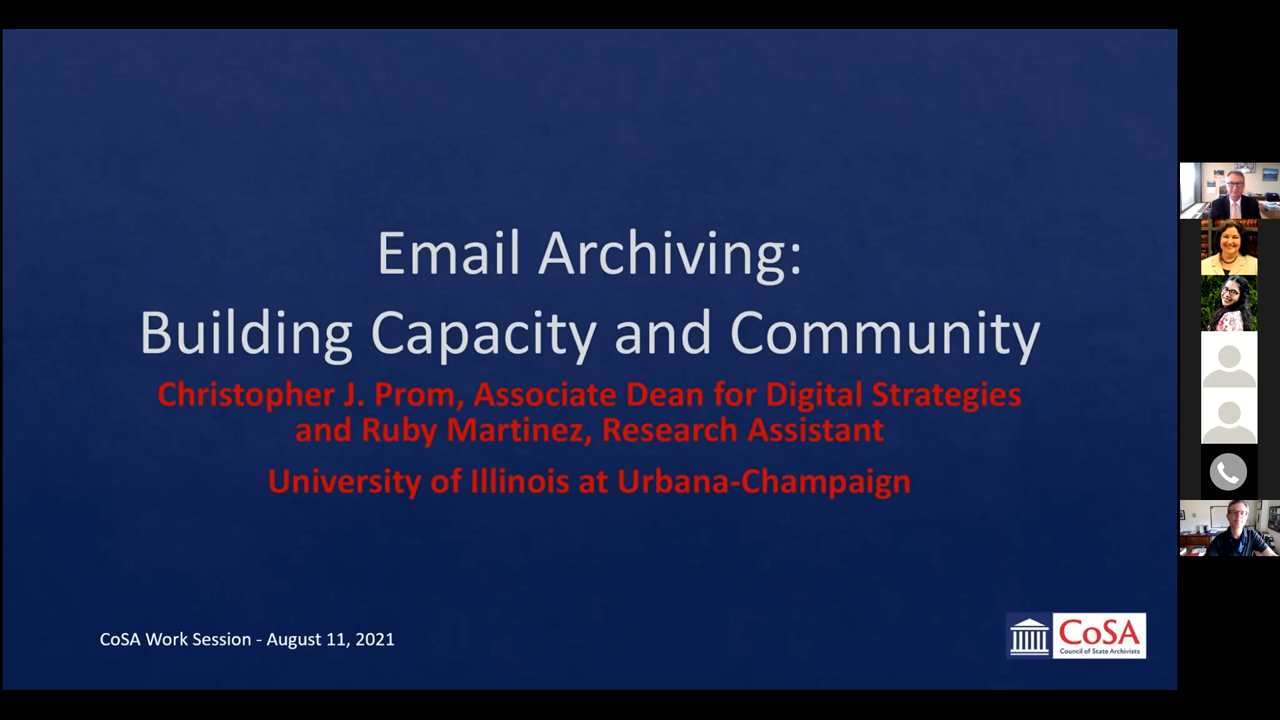 Email Archiving:
Building Capacity and Community
Christopher J. Prom, Associate Dean for Digital Strategies
and Ruby Martinez, Research Assistant
University of Illinois at Urbana-Champaign
CoSA Work Session - August 11, 2021
CoSA
Council of State Archivists